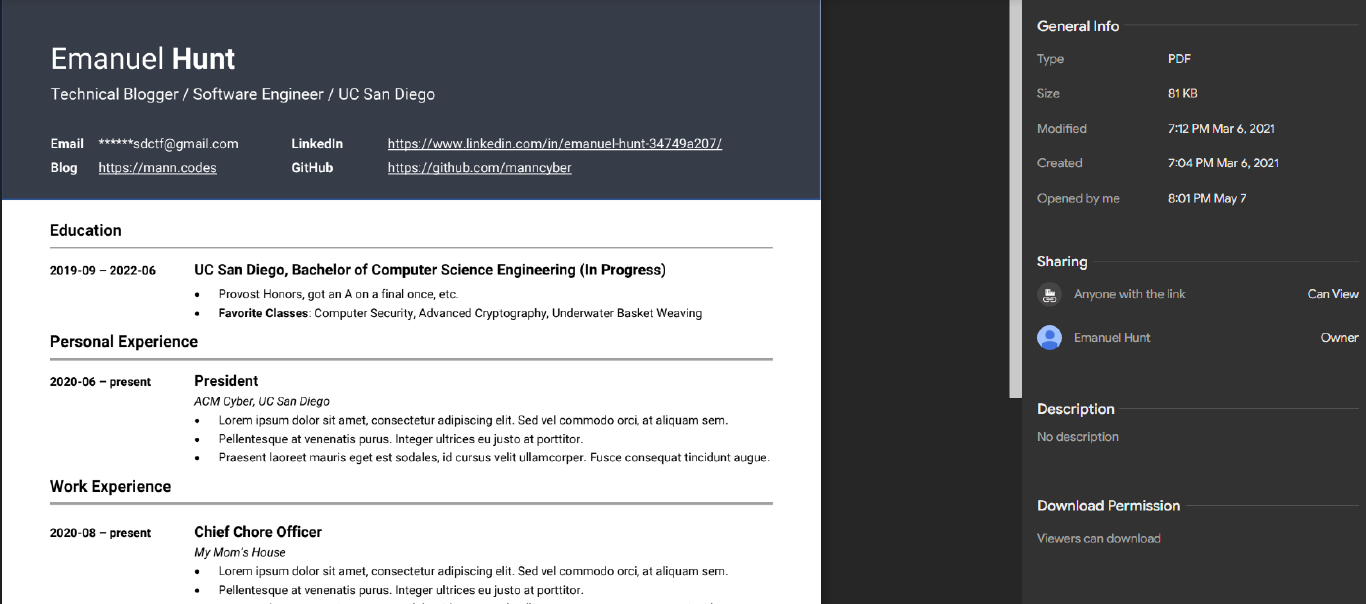 Emanuel Hunt
Technical Blogger / Software Engineer / UC San Diego
Email ******sdctf@gmail.com LinkedIn https://www.linkedin.com/in/emanuel-hunt-34749a207/
Blog https://mann.codes GitHub https://github.com/manncyber
Education
2019-09 – 2022-06 UC San Diego, Bachelor of Computer Science Engineering (In Progress)
• Provost Honors, got an A on a final once, etc.
• Favorite Classes: Computer Security, Advanced Cryptography, Underwater Basket Weaving
Personal Experience
2020-06 – present President
ACM Cyber, UC San Diego
• Lorem ipsum dolor sit amet, consectetur adipiscing elit. Sed vel commodo orci, at aliquam sem.
• Pellentesque at venenatis purus. Integer ultrices eu justo at porttitor.
• Praesent laoreet mauris eget est sodales, id cursus velit ullamcorper. Fusce consequat tincidunt augue.
Work Experience
2020-08 – present Chief Chore Officer
My Mom's House
• Lorem ipsum dolor sit amet, consectetur adipiscing elit. Sed vel commodo orci, at aliquam sem.
• Pellentesque at venenatis purus. Integer ultrices eu justo at porttitor.
General Info
Type PDF
Size 81 KB
Modified 7:12 PM Mar 6, 2021
Created 7:04 PM Mar 6, 2021
Opened by me 8:01 PM May 7
Sharing
Anyone with the link Can View
Emanuel Hunt Owner
Description
No description
Download Permission
Viewers can download